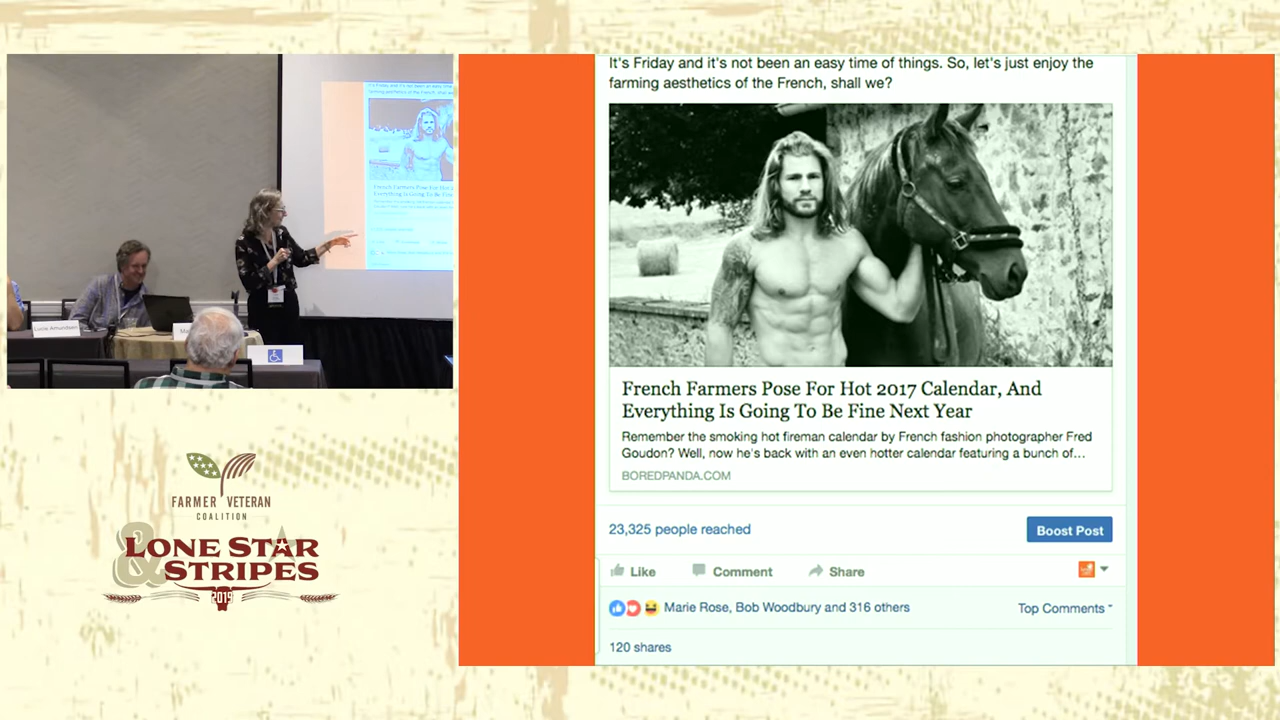 It's Friday and it's not been an easy time of things. So, let's just enjoy the
farming aesthetics of the French, shall we?
French Farmers Pose For Hot 2017 Calendar, And
Everything Is Going To Be Fine Next Year
Remember the smoking hot fireman calendar by French fashion photographer Fred
Goudon? Well, now he's back with an even hotter calendar featuring a bunch of...
BOREDPANDA.COM
23,325 people reached
Boost Post
Like
Comment
Share
Marie Rose, Bob Woodbury and 316 others
Top Comments
120 shares
Lucie Amundsen
Ma
FARMER VETERAN
COALITION
&
LONE STAR
STRIPES
2019